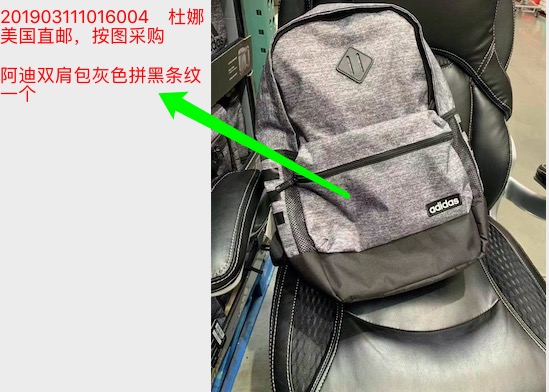 201903111016004 杜娜
美国直邮，按图采购
阿迪双肩包灰色拼黑条纹
一个
adidas